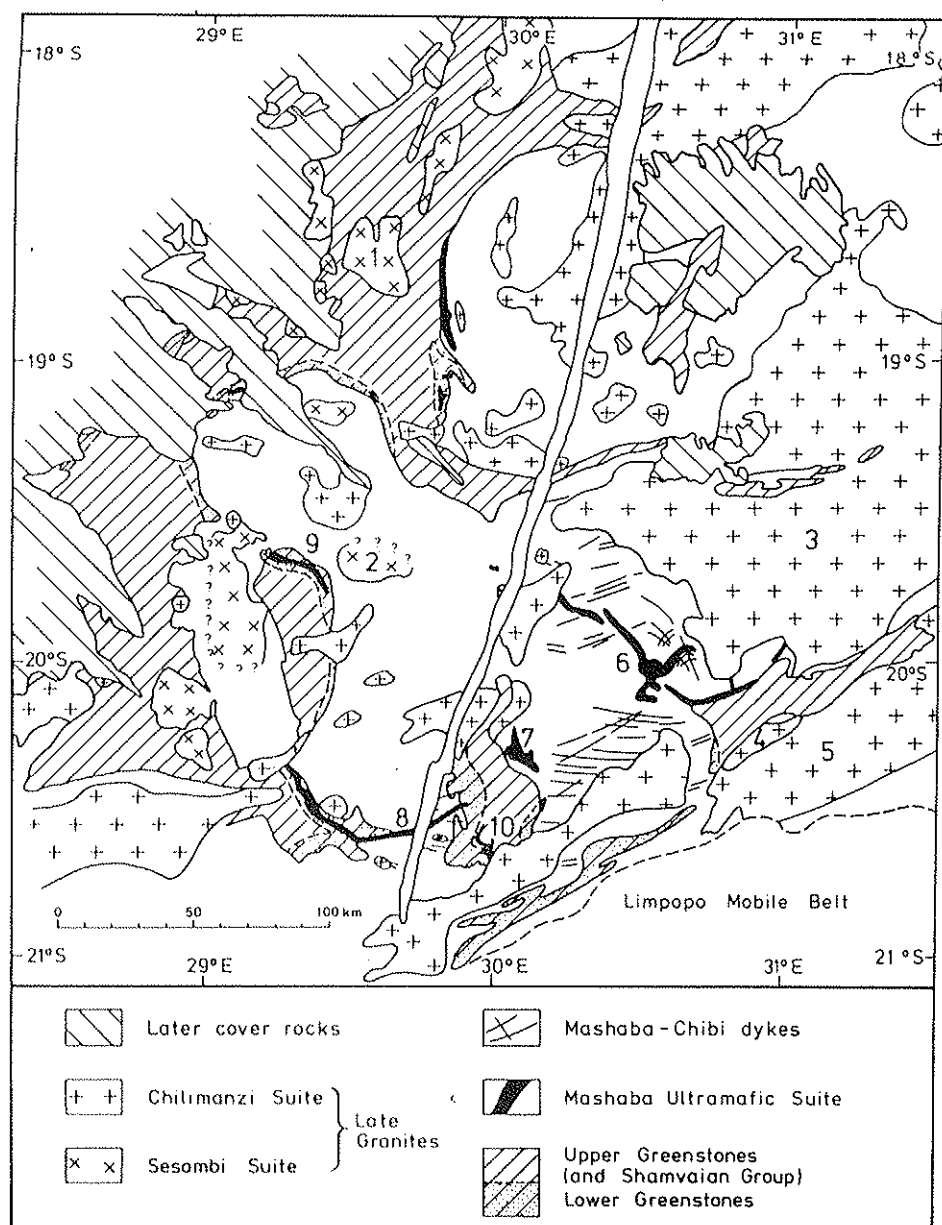 29°E 30°E 31°E
18°S 18°S
1
19°S 19°S
3
9
2
20°S 6 20°S
7
4 5
8
10
0 50 100 km
Limpopo Mobile Belt
21°S 29°E 30°E 31°E 21°S
Later cover rocks
Chilimanzi Suite
Late
Granites
Sesambi Suite
Mashaba-Chibi dykes
Mashaba Ultramafic Suite
Upper Greenstones
(and Shamvaian Group)
Lower Greenstones